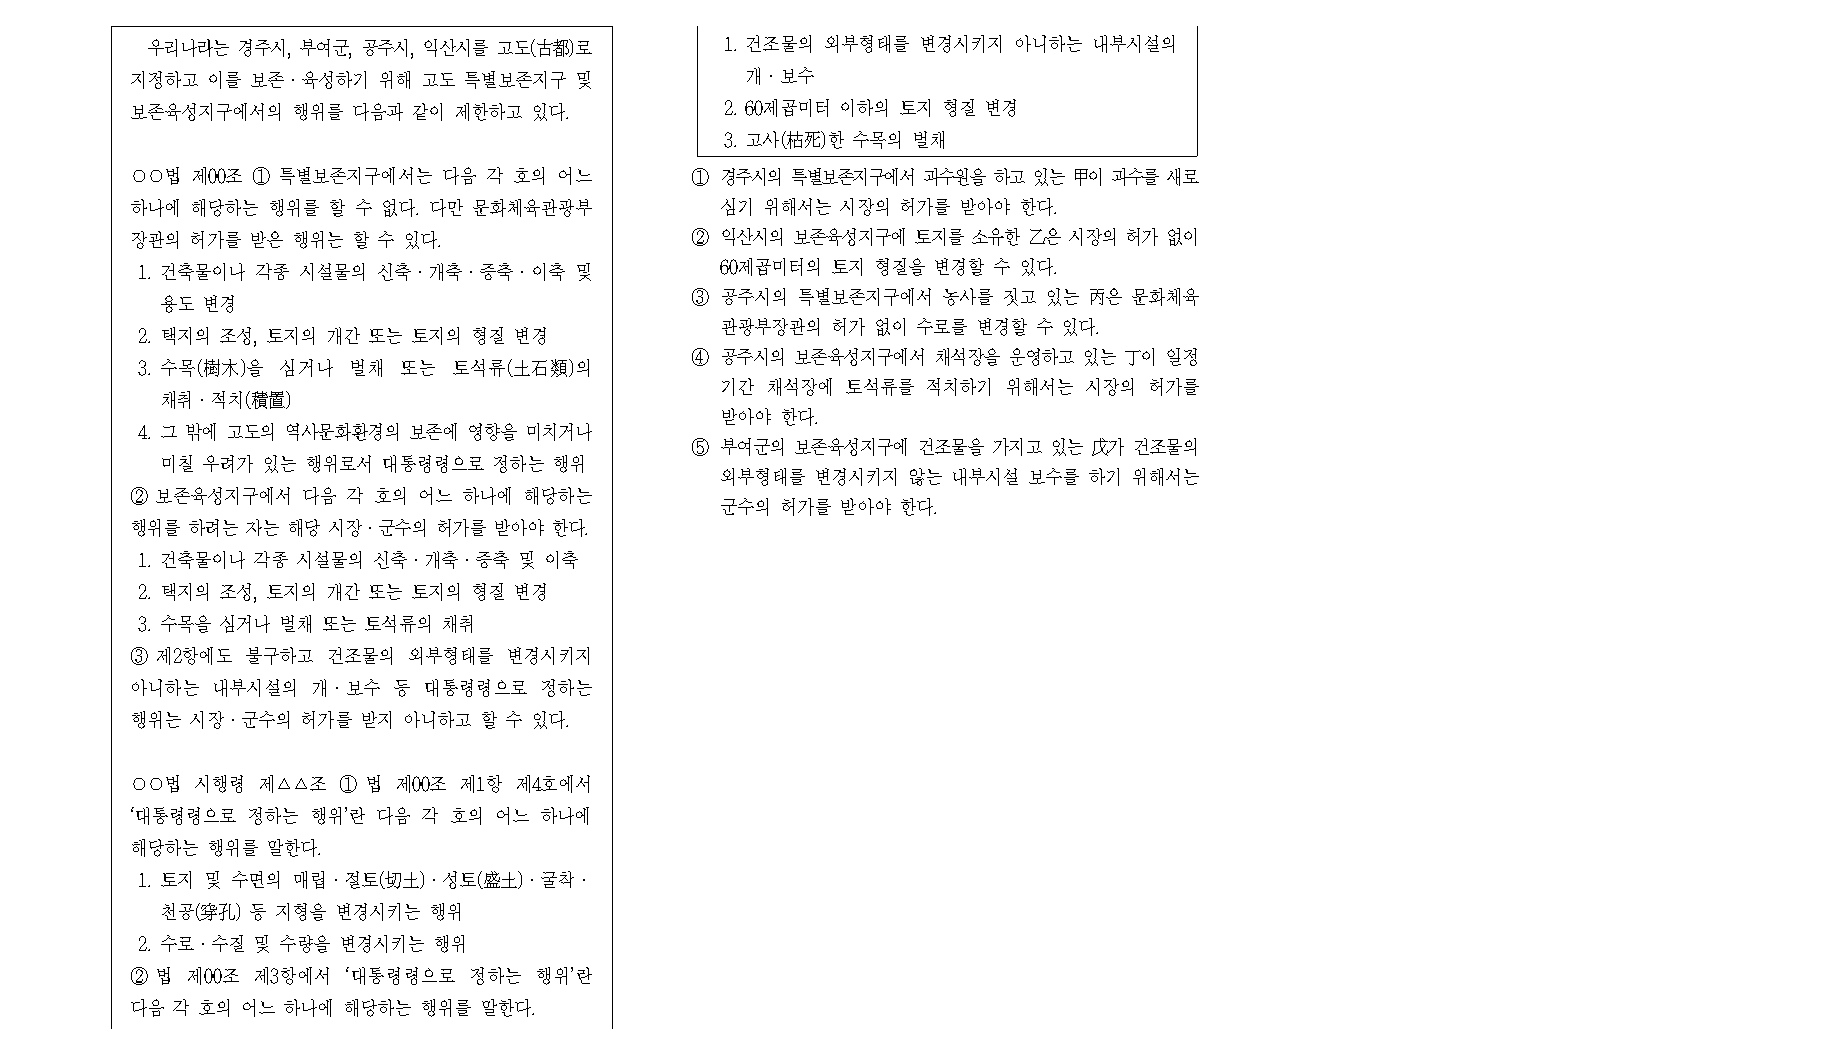 우리나라는 경주시, 부여군, 공주시, 익산시를 고도(古都)로
지정하고 이를 보존·육성하기 위해 고도 특별보존지구 및
보존육성지구에서의 행위를 다음과 같이 제한하고 있다.
○○법 제00조 ① 특별보존지구에서는 다음 각 호의 어느
하나에 해당하는 행위를 할 수 없다. 다만 문화체육관광부
장관의 허가를 받은 행위는 할 수 있다.
1. 건축물이나 각종 시설물의 신축·개축·증축·이축 및
용도 변경
2. 택지의 조성, 토지의 개간 또는 토지의 형질 변경
3. 수목(樹木)을 심거나 벌채 또는 토석류(土石類)의
채취·적치(積置)
4. 그 밖에 고도의 역사문화환경의 보존에 영향을 미치거나
미칠 우려가 있는 행위로서 대통령령으로 정하는 행위
② 보존육성지구에서 다음 각 호의 어느 하나에 해당하는
행위를 하려는 자는 해당 시장·군수의 허가를 받아야 한다.
1. 건축물이나 각종 시설물의 신축·개축·증축 및 이축
2. 택지의 조성, 토지의 개간 또는 토지의 형질 변경
3. 수목을 심거나 벌채 또는 토석류의 채취
③ 제2항에도 불구하고 건조물의 외부형태를 변경시키지
아니하는 내부시설의 개·보수 등 대통령령으로 정하는
행위는 시장·군수의 허가를 받지 아니하고 할 수 있다.
○○법 시행령 제△△조 ① 법 제00조 제1항 제4호에서
‘대통령령으로 정하는 행위’란 다음 각 호의 어느 하나에
해당하는 행위를 말한다.
1. 토지 및 수면의 매립·절토(切土)·성토(盛土)·굴착·
천공(穿孔) 등 지형을 변경시키는 행위
2. 수로·수질 및 수량을 변경시키는 행위
② 법 제00조 제3항에서 ‘대통령령으로 정하는 행위’란
다음 각 호의 어느 하나에 해당하는 행위를 말한다.
1. 건조물의 외부형태를 변경시키지 아니하는 내부시설의
개·보수
2. 60제곱미터 이하의 토지 형질 변경
3. 고사(枯死)한 수목의 벌채
① 경주시의 특별보존지구에서 과수원을 하고 있는 甲이 과수를 새로
심기 위해서는 시장의 허가를 받아야 한다.
② 익산시의 보존육성지구에 토지를 소유한 乙은 시장의 허가 없이
60제곱미터의 토지 형질을 변경할 수 있다.
③ 공주시의 특별보존지구에서 농사를 짓고 있는 丙은 문화체육
관광부장관의 허가 없이 수로를 변경할 수 있다.
④ 공주시의 보존육성지구에서 채석장을 운영하고 있는 丁이 일정
기간 채석장에 토석류를 적치하기 위해서는 시장의 허가를
받아야 한다.
⑤ 부여군의 보존육성지구에 건조물을 가지고 있는 戊가 건조물의
외부형태를 변경시키지 않는 내부시설 보수를 하기 위해서는
군수의 허가를 받아야 한다.